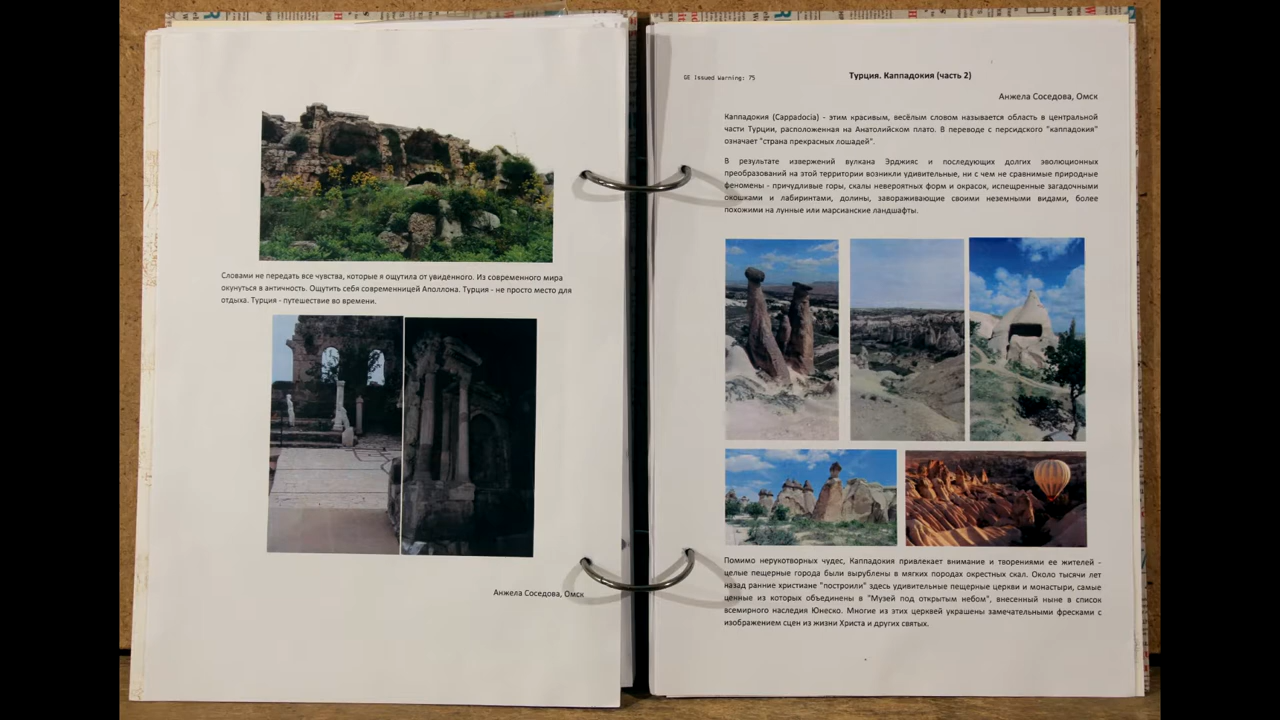 Словами не передать все чувства, которые я ощутила от увиденного. Из современного мира
окунуться в античность. Ощутить себя современницей Аполлона. Турция - не просто место для
отдыха. Турция - путешествие во времени.
Анжела Соседова, Омск
GE Issued Warning: 75
Турция. Каппадокия (часть 2)
Анжела Соседова, Омск
Каппадокия (Cappadocia) - этим красивым, весёлым словом называется область в центральной
части Турции, расположенная на Анатолийском плато. В переводе с персидского "каппадокия"
означает "страна прекрасных лошадей".
В результате извержений вулкана Эрджияс и последующих долгих эволюционных
преобразований на этой территории возникли удивительные, ни с чем не сравнимые природные
феномены - причудливые горы, скалы невероятных форм и окрасок, испещренные загадочными
окошками и лабиринтами, долины, завораживающие своими неземными видами, более
похожими на лунные или марсианские ландшафты.
Помимо нерукотворных чудес, Каппадокия привлекает внимание и творениями ее жителей -
целые пещерные города были вырублены в мягких породах окрестных скал. Около тысячи лет
назад ранние христиане "построили" здесь удивительные пещерные церкви и монастыри, самые
ценные из которых объединены в "Музей под открытым небом", внесенный ныне в список
всемирного наследия Юнеско. Многие из этих церквей украшены замечательными фресками с
изображением сцен из жизни Христа и других святых.